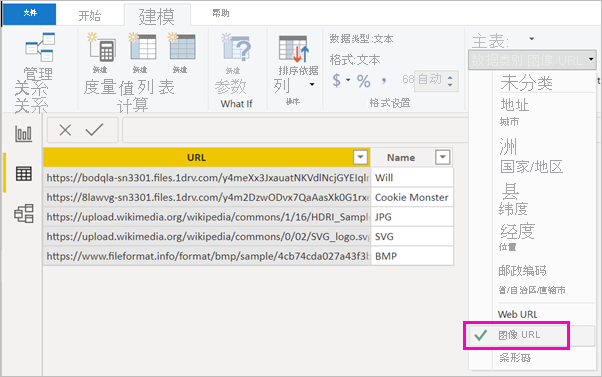 文件 开始 建模 帮助
管理
关系
关系
新建 新建 新建
度量值列表
计算
新建
参数
What If
排序依据
列
排序
数据类型:文本
格式:文本
$ % , .68 自动
格式设置
主表:
数据类别 图像 URL
未分类
地址
城市
洲
国家/地区
县
纬度
经度
位置
邮政编码
省/自治区/直辖市
Web URL
图像 URL
条形码
URL Name
https://bodqla-sn3301.files.1drv.com/y4meXx3JxauatNKVdlNcjGYEIqIn Will
https://8lawvg-sn3301.files.1drv.com/y4m2DzwODvx7QaAasXk0G1rx Cookie Monster
https://upload.wikimedia.org/wikipedia/commons/1/16/HDRI_Sample JPG
https://upload.wikimedia.org/wikipedia/commons/0/02/SVG_logo.svg SVG
https://www.fileformat.info/format/bmp/sample/4cb74cda027a43f3b BMP